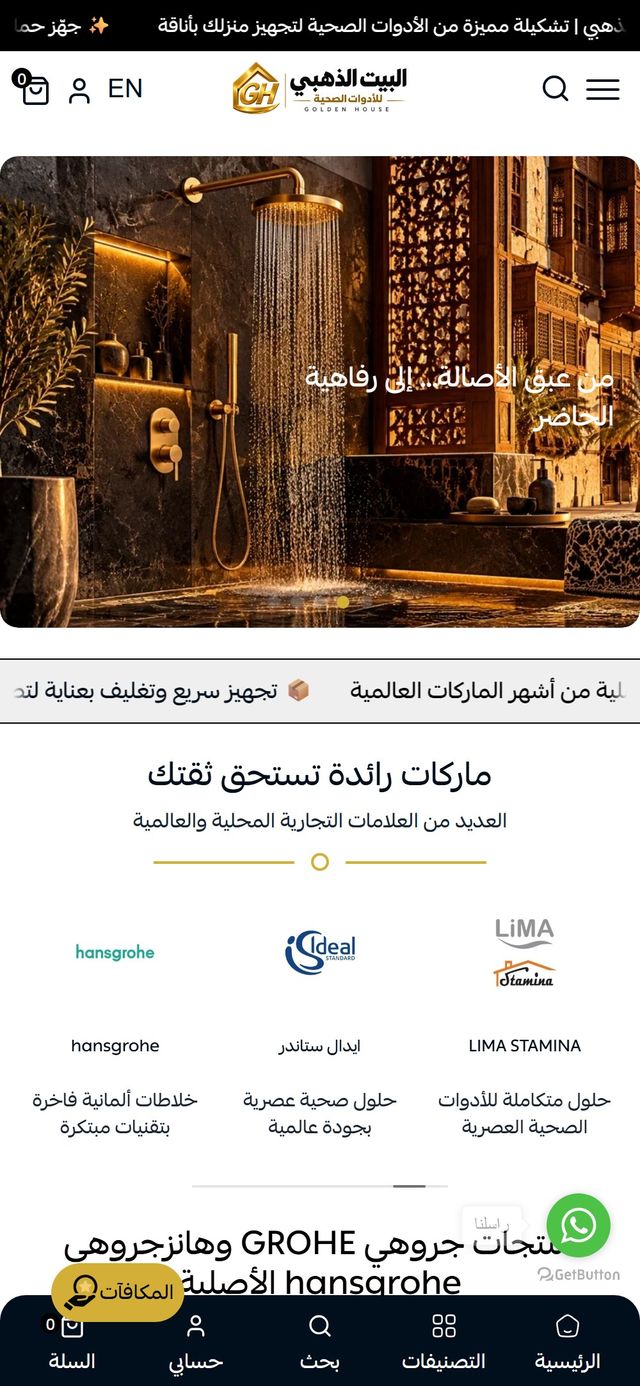 ذهبي | تشكيلة مميزة من الأدوات الصحية لتجهيز منزلك بأناقة ✨ جهّز
0
EN
GH
البيت الذهبي
للأدوات الصحية
GOLDEN HOUSE
من عبق الأصالة... إلى رفاهية
الحاضر
من أشهر الماركات العالمية 📦 تجهيز سريع وتغليف بعناية
ماركات رائدة تستحق ثقتك
العديد من العلامات التجارية المحلية والعالمية
LiMA
Stamina
Ideal
STANDARD
hansgrohe
LIMA STAMINA
ايدال ستاندر
hansgrohe
حلول متكاملة للأدوات
الصحية العصرية
حلول صحية عصرية
بجودة عالمية
خلاطات ألمانية فاخرة
بتقنيات مبتكرة
راسلنا
GetButton
منتجات جروهي GROHE وهانزجروهي
hansgrohe الأصلية
المكافآت
الرئيسية
التصنيفات
بحث
حسابي
0
السلة